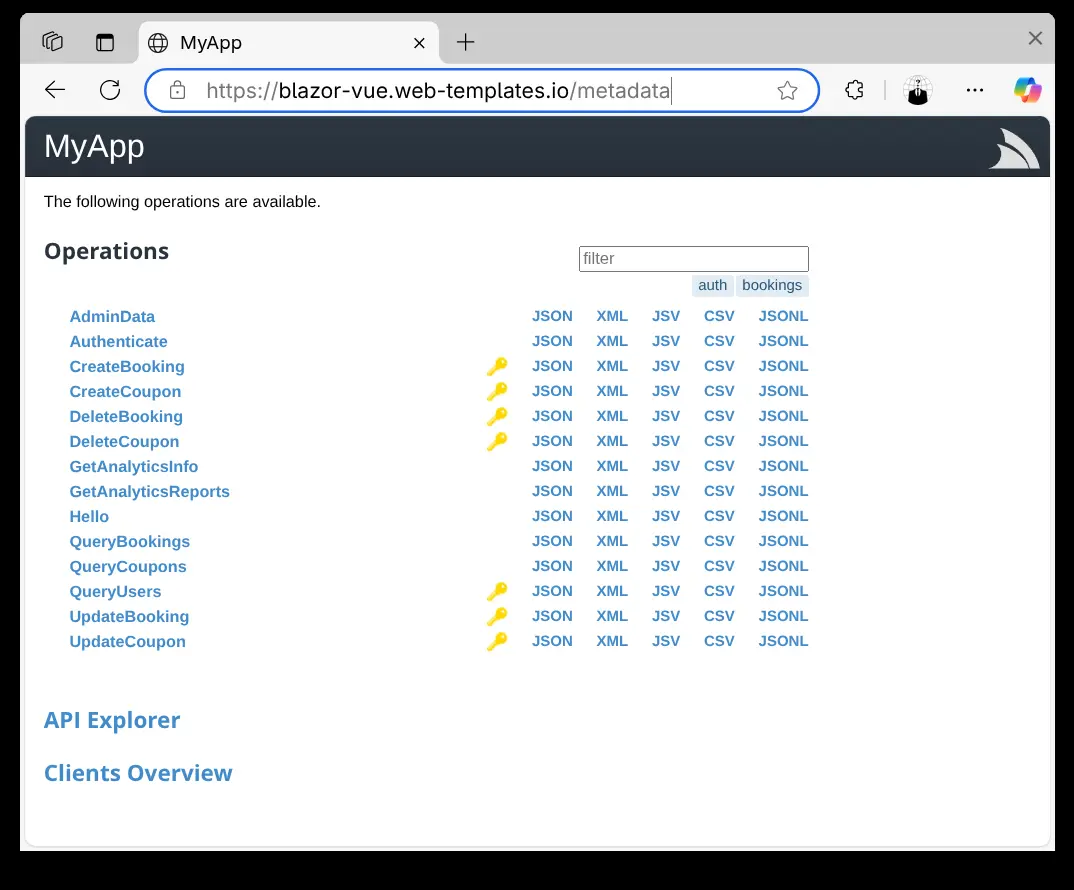 MyApp
https://blazor-vue.web-templates.io/metadata
MyApp
The following operations are available.
Operations
filter
auth bookings
AdminData JSON XML JSV CSV JSONL
Authenticate JSON XML JSV CSV JSONL
CreateBooking JSON XML JSV CSV JSONL
CreateCoupon JSON XML JSV CSV JSONL
DeleteBooking JSON XML JSV CSV JSONL
DeleteCoupon JSON XML JSV CSV JSONL
GetAnalyticsInfo JSON XML JSV CSV JSONL
GetAnalyticsReports JSON XML JSV CSV JSONL
Hello JSON XML JSV CSV JSONL
QueryBookings JSON XML JSV CSV JSONL
QueryCoupons JSON XML JSV CSV JSONL
QueryUsers JSON XML JSV CSV JSONL
UpdateBooking JSON XML JSV CSV JSONL
UpdateCoupon JSON XML JSV CSV JSONL
API Explorer
Clients Overview